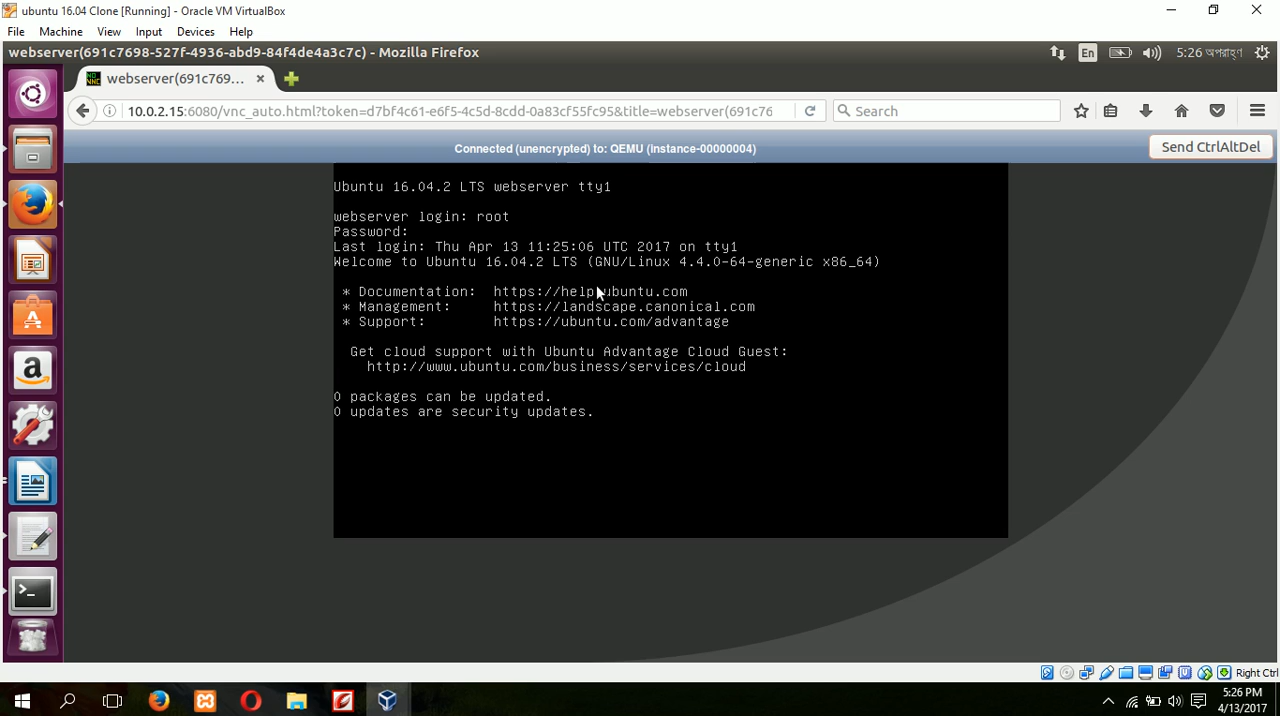 ubuntu 16.04 Clone [Running] - Oracle VM VirtualBox
File Machine View Input Devices Help
webserver(691c7698-527f-4936-abd9-84f4de4a3c7c) - Mozilla Firefox
En
5:26 অপরাহ্ণ
webserver(691c769...
10.0.2.15:6080/vnc_auto.html?token=d7bf4c61-e6f5-4c5d-8cdd-0a83cf55fc95&title=webserver(691c76
Search
Connected (unencrypted) to: QEMU (instance-00000004)
Send CtrlAltDel
Ubuntu 16.04.2 LTS webserver tty1
webserver login: root
Password:
Last login: Thu Apr 13 11:25:06 UTC 2017 on tty1
Welcome to Ubuntu 16.04.2 LTS (GNU/Linux 4.4.0-64-generic x86_64)
* Documentation: https://help.ubuntu.com
* Management: https://landscape.canonical.com
* Support: https://ubuntu.com/advantage
Get cloud support with Ubuntu Advantage Cloud Guest:
http://www.ubuntu.com/business/services/cloud
0 packages can be updated.
0 updates are security updates.
Right Ctrl
5:26 PM
4/13/2017